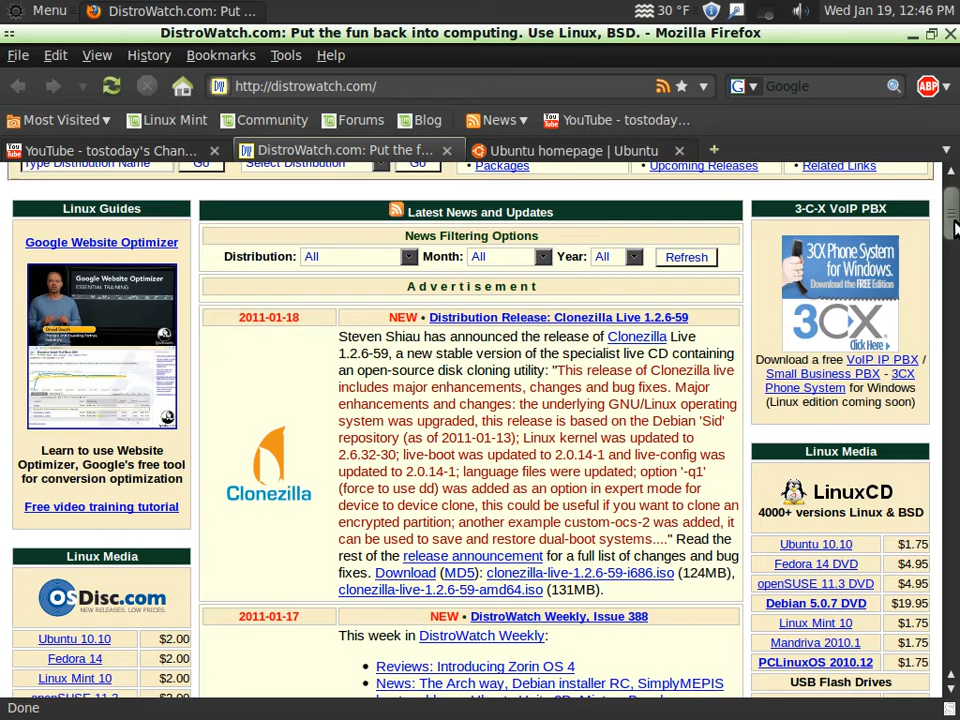 Menu
DistroWatch.com: Put ...
30 °F
Wed Jan 19, 12:46 PM
DistroWatch.com: Put the fun back into computing. Use Linux, BSD. - Mozilla Firefox
File Edit View History Bookmarks Tools Help
http://distrowatch.com/
Google
ABP
Most Visited
Linux Mint
Community
Forums
Blog
News
YouTube - tostoday...
YouTube - tostoday's Chan...
DistroWatch.com: Put the f...
Ubuntu homepage | Ubuntu
Type Distribution Name Go
Select Distribution Go
• Packages
• Upcoming Releases
• Related Links
Linux Guides
Google Website Optimizer
Google Website Optimizer
ESSENTIAL TRAINING
Learn to use Website
Optimizer, Google's free tool
for conversion optimization
Free video training tutorial
Linux Media
OSDisc.com
NEW RELEASES. LOW PRICES.
Ubuntu 10.10 $2.00
Fedora 14 $2.00
Linux Mint 10 $2.00
Latest News and Updates
News Filtering Options
Distribution: All Month: All Year: All Refresh
Advertisement
2011-01-18 NEW • Distribution Release: Clonezilla Live 1.2.6-59
Clonezilla
Steven Shiau has announced the release of Clonezilla Live
1.2.6-59, a new stable version of the specialist live CD containing
an open-source disk cloning utility: "This release of Clonezilla live
includes major enhancements, changes and bug fixes. Major
enhancements and changes: the underlying GNU/Linux operating
system was upgraded, this release is based on the Debian 'Sid'
repository (as of 2011-01-13); Linux kernel was updated to
2.6.32-30; live-boot was updated to 2.0.14-1 and live-config was
updated to 2.0.14-1; language files were updated; option '-q1'
(force to use dd) was added as an option in expert mode for
device to device clone, this could be useful if you want to clone an
encrypted partition; another example custom-ocs-2 was added, it
can be used to save and restore dual-boot systems...." Read the
rest of the release announcement for a full list of changes and bug
fixes. Download (MD5): clonezilla-live-1.2.6-59-i686.iso (124MB),
clonezilla-live-1.2.6-59-amd64.iso (131MB).
2011-01-17 NEW • DistroWatch Weekly, Issue 388
This week in DistroWatch Weekly:
• Reviews: Introducing Zorin OS 4
• News: The Arch way, Debian installer RC, SimplyMEPIS
3-C-X VoIP PBX
3CX Phone System
for Windows
Download the FREE Edition
3CX
Click Here
Download a free VoIP IP PBX /
Small Business PBX - 3CX
Phone System for Windows
(Linux edition coming soon)
Linux Media
LinuxCD
4000+ versions Linux & BSD
Ubuntu 10.10 $1.75
Fedora 14 DVD $4.95
openSUSE 11.3 DVD $4.95
Debian 5.0.7 DVD $19.95
Linux Mint 10 $1.75
Mandriva 2010.1 $1.75
PCLinuxOS 2010.12 $1.75
USB Flash Drives
Done